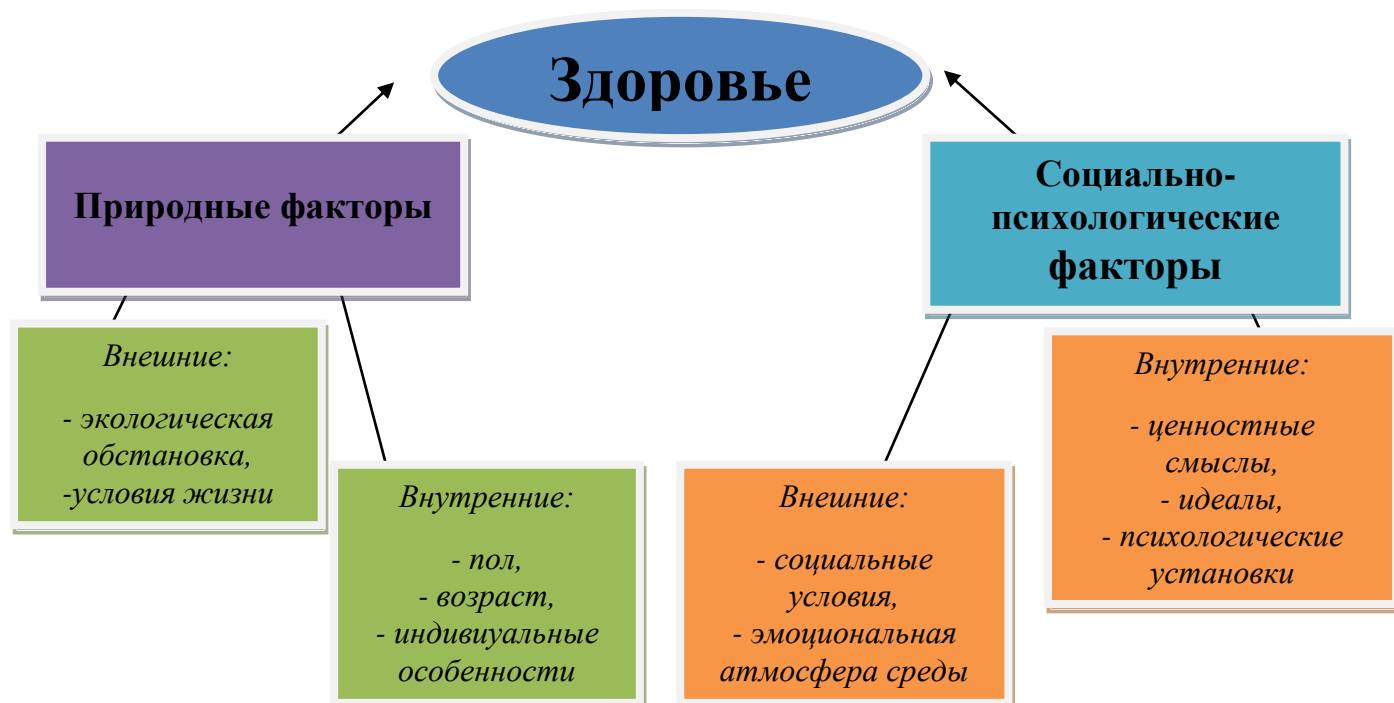 Здоровье
Природные факторы
Социально-
психологические
факторы
Внешние:
- экологическая
обстановка,
-условия жизни
Внутренние:
- пол,
- возраст,
- индивиуальные
особенности
Внешние:
- социальные
условия,
- эмоциональная
атмосфера среды
Внутренние:
- ценностные
смыслы,
- идеалы,
- психологические
установки